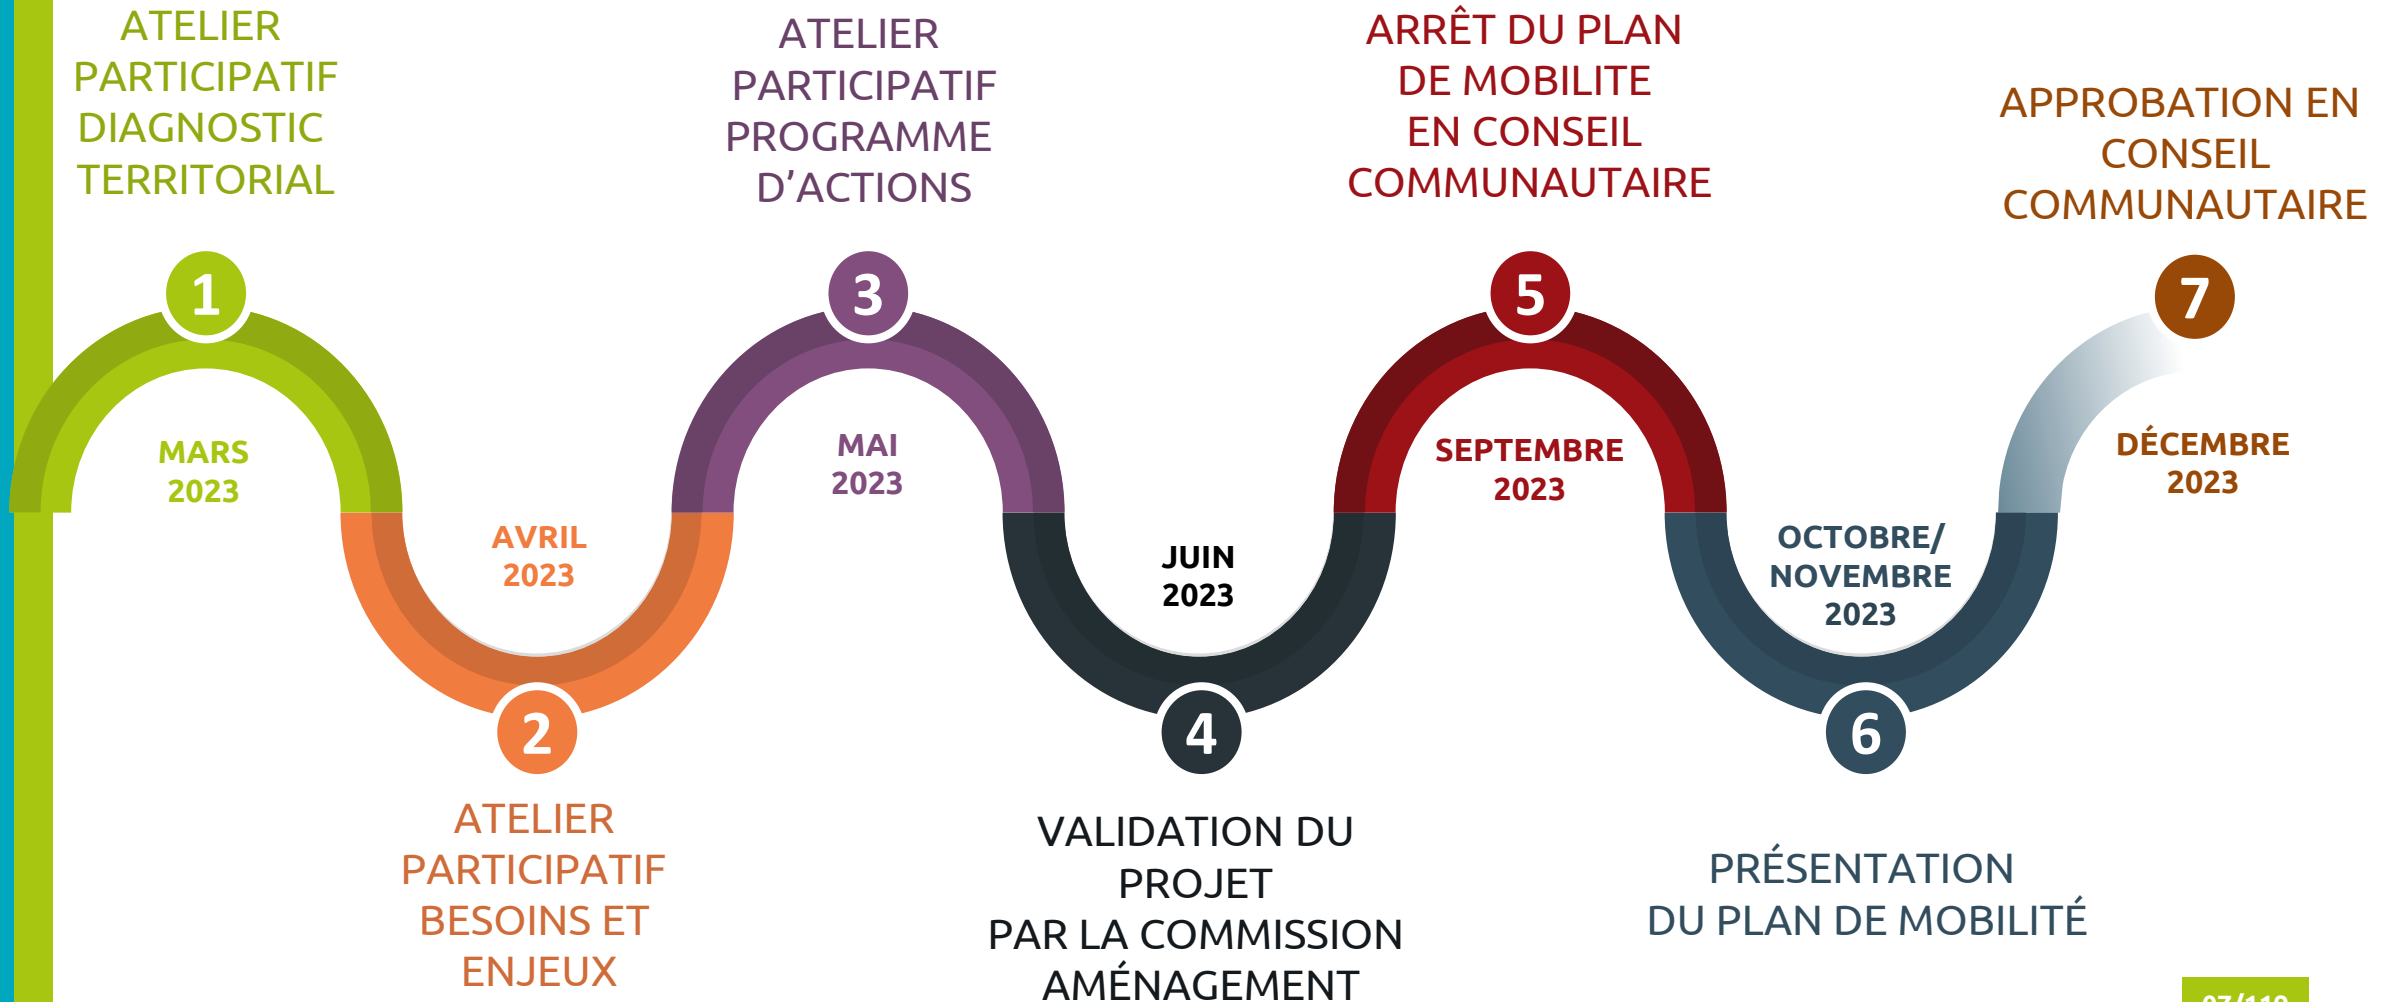 ATELIER
PARTICIPATIF
DIAGNOSTIC
TERRITORIAL
1
MARS
2023
AVRIL
2023
2
ATELIER
PARTICIPATIF
BESOINS ET
ENJEUX
ATELIER
PARTICIPATIF
PROGRAMME
D’ACTIONS
3
MAI
2023
JUIN
2023
4
VALIDATION DU
PROJET
PAR LA COMMISSION
AMÉNAGEMENT
ARRÊT DU PLAN
DE MOBILITE
EN CONSEIL
COMMUNAUTAIRE
5
SEPTEMBRE
2023
OCTOBRE/
NOVEMBRE
2023
6
PRÉSENTATION
DU PLAN DE MOBILITÉ
APPROBATION EN
CONSEIL
COMMUNAUTAIRE
7
DÉCEMBRE
2023